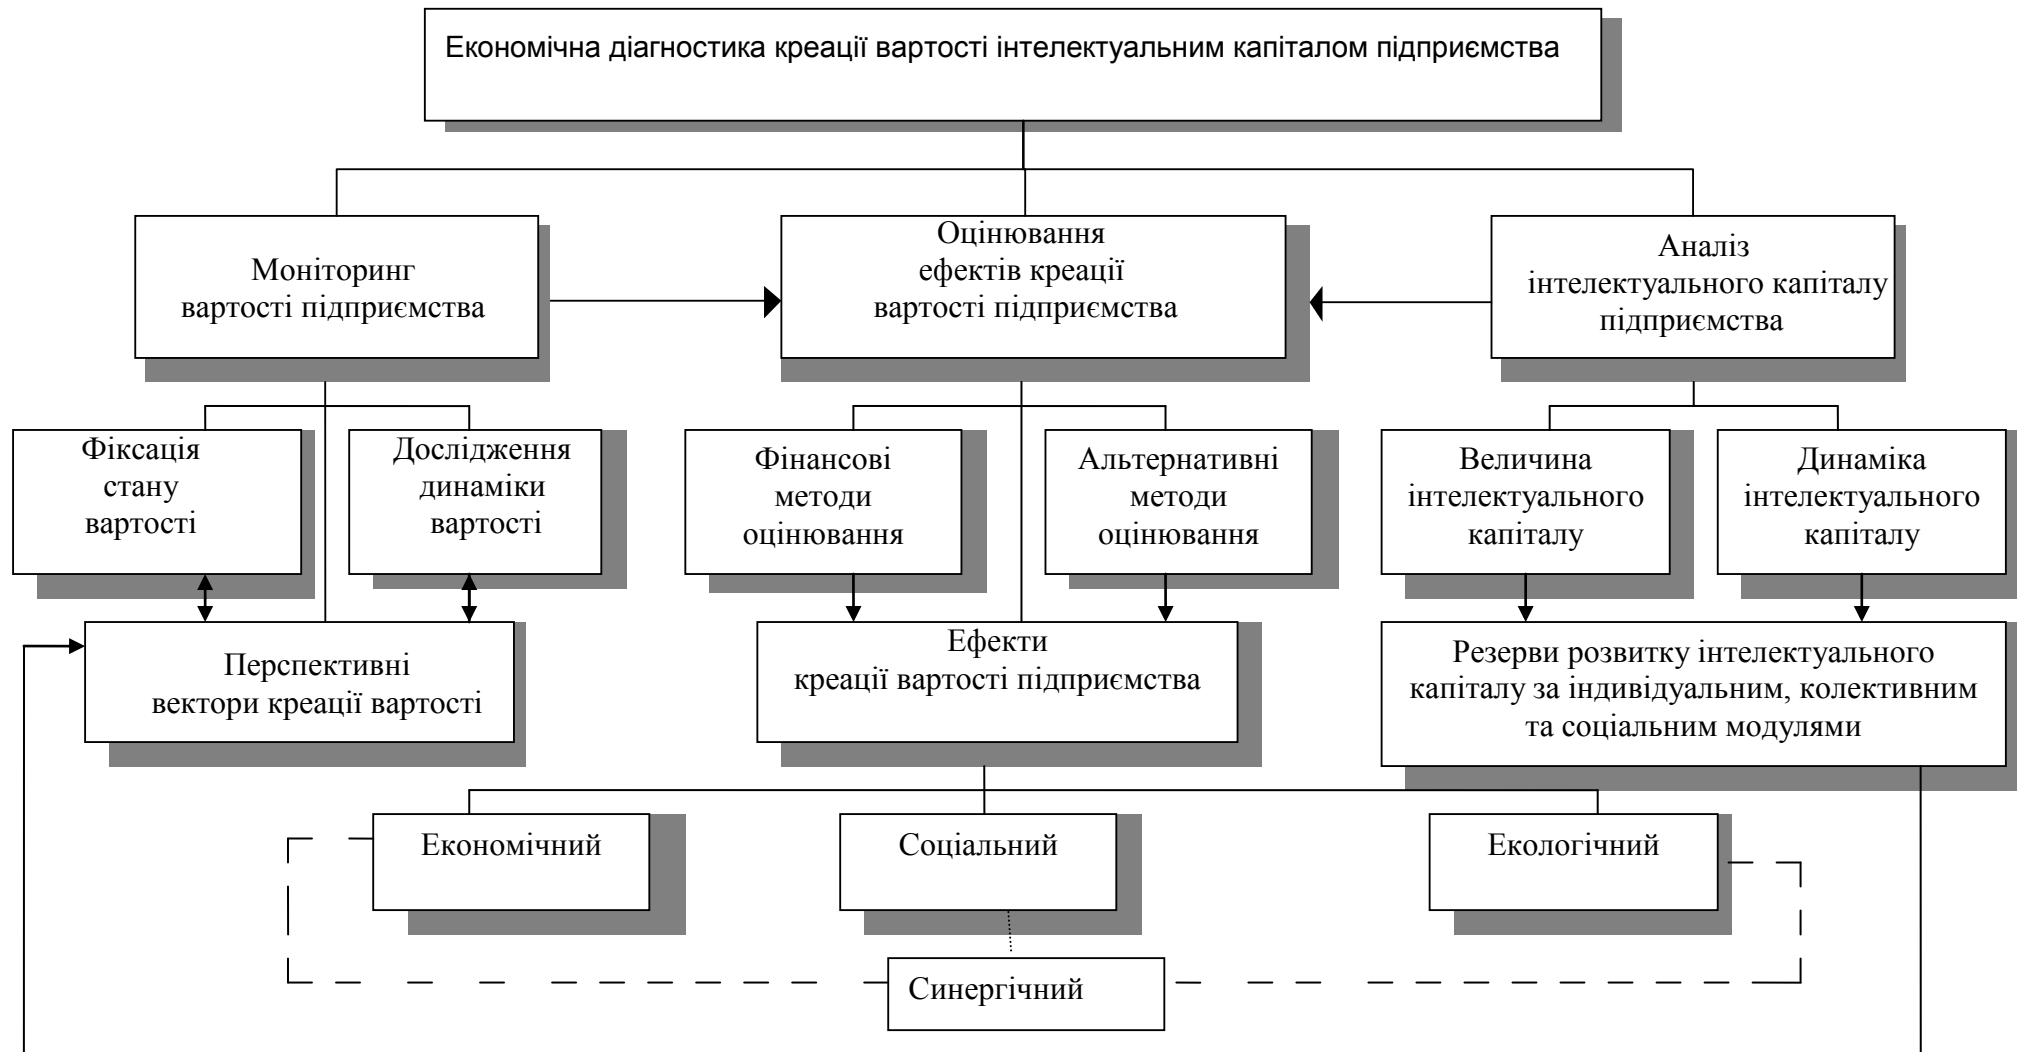 Економічна діагностика креації вартості інтелектуальним капіталом підприємства
Моніторинг
вартості підприємства
Оцінювання
ефектів креації
вартості підприємства
Аналіз
інтелектуального капіталу
підприємства
Фіксація
стану
вартості
Дослідження
динаміки
вартості
Фінансові
методи
оцінювання
Альтернативні
методи
оцінювання
Величина
інтелектуального
капіталу
Динаміка
інтелектуального
капіталу
Перспективні
вектори креації вартості
Ефекти
креації вартості підприємства
Резерви розвитку інтелектуального
капіталу за індивідуальним, колективним
та соціальним модулями
Економічний
Соціальний
Екологічний
Синергічний